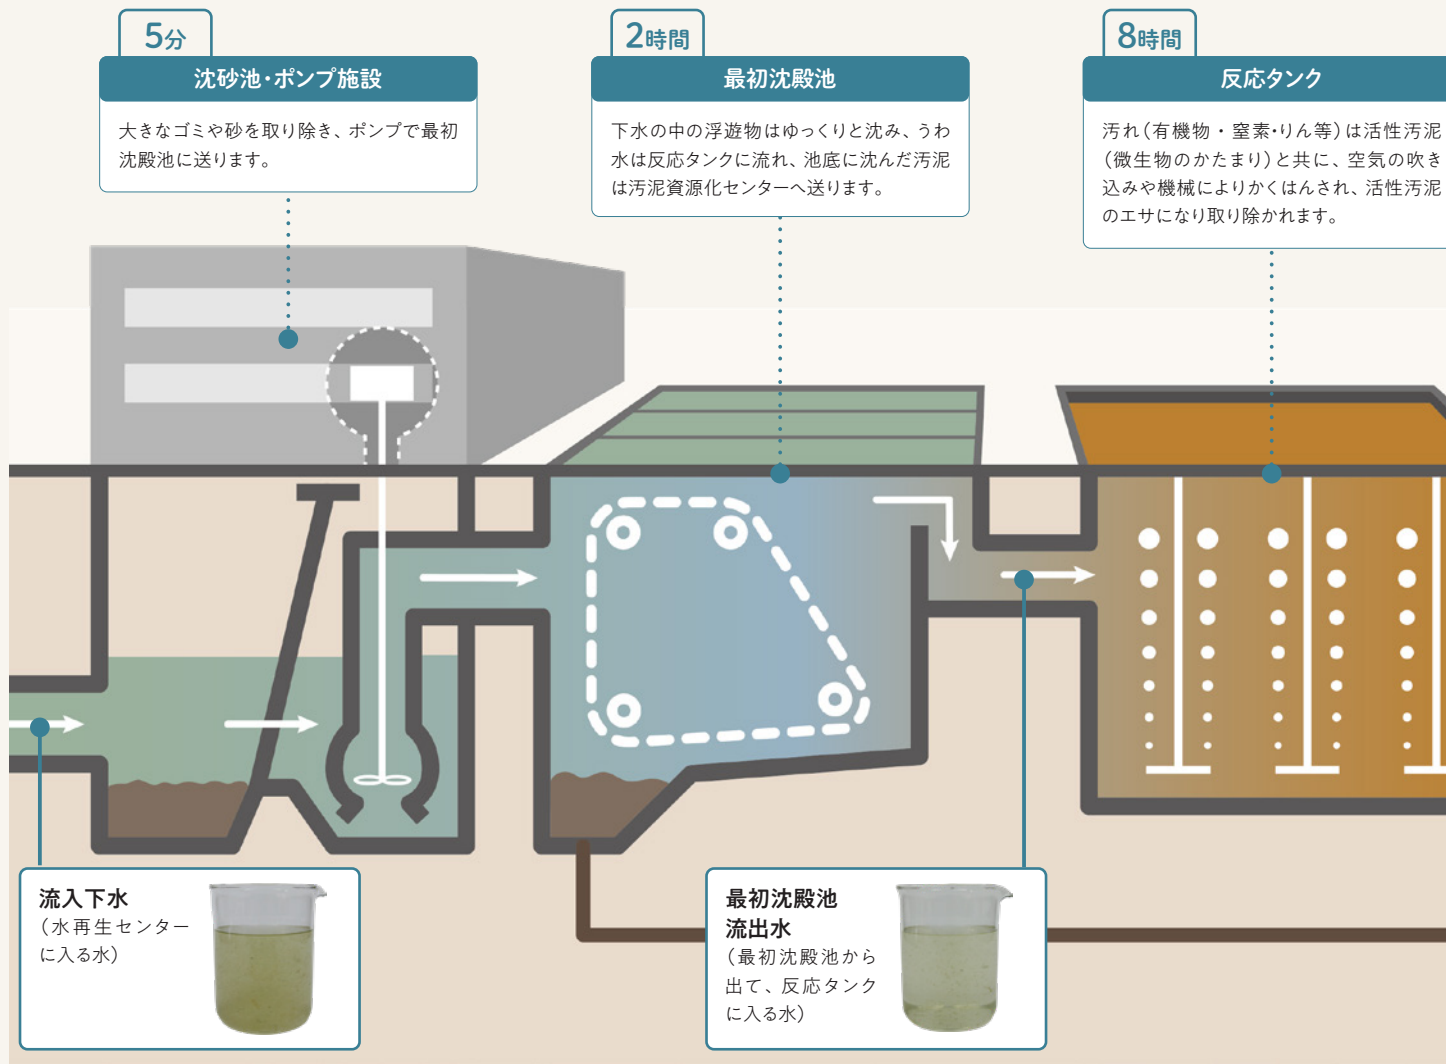 5分
沈砂池・ポンプ施設
大きなゴミや砂を取り除き、ポンプで最初
沈殿池に送ります。
2時間
最初沈殿池
下水の中の浮遊物はゆっくりと沈み、うわ
水は反応タンクに流れ、池底に沈んだ汚泥
は汚泥資源化センターへ送ります。
8時間
反応タンク
汚れ（有機物・窒素・りん等）は活性汚泥
（微生物のかたまり）と共に、空気の吹き
込みや機械によりかくはんされ、活性汚泥
のエサになり取り除かれます。
流入下水
（水再生センター
に入る水）
最初沈殿池
流出水
（最初沈殿池から
出て、反応タンク
に入る水）